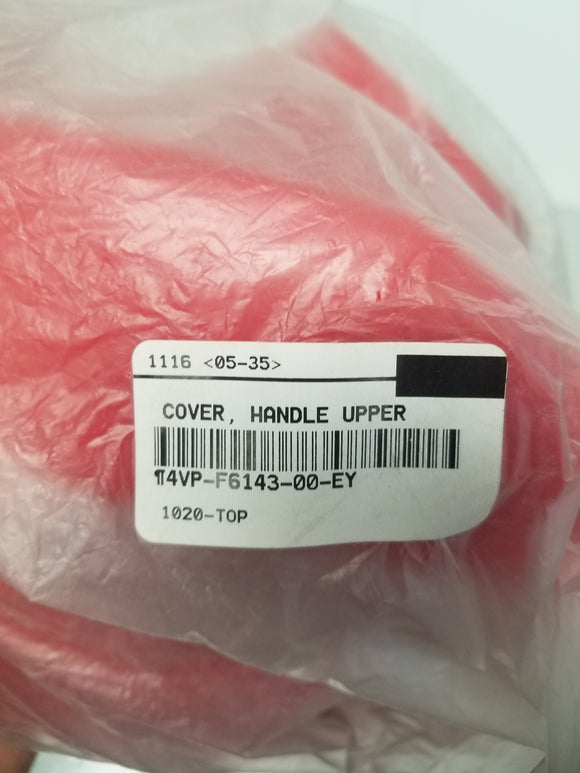 1116 <05-35>
COVER, HANDLE UPPER
¶4VP-F6143-00-EY
1020-TOP